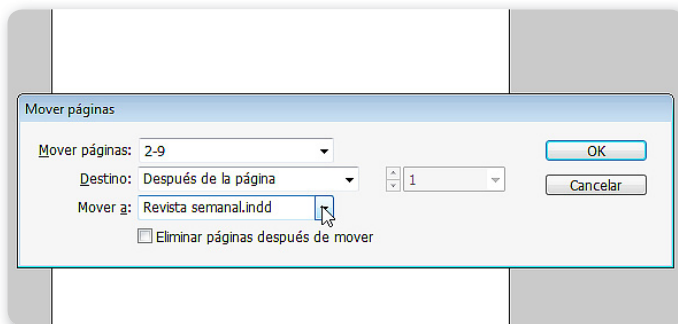 Mover páginas
Mover páginas: 2-9 OK
Destino: Después de la página 1 Cancelar
Mover a: Revista semanal.indd
Eliminar páginas después de mover